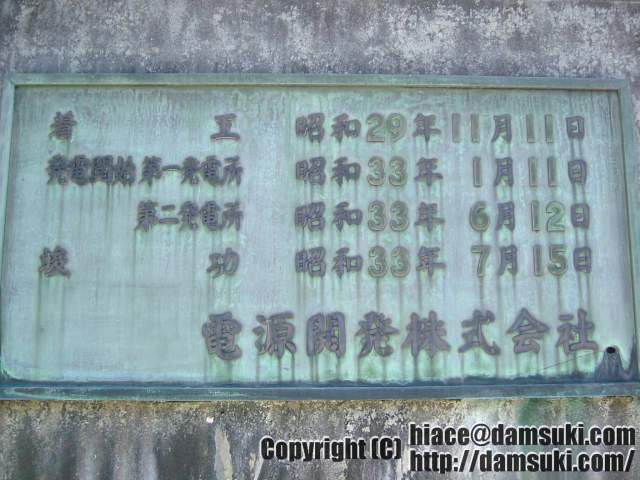 着工 昭和29年11月11日
発電開始 第一発電所 昭和33年1月11日
第二発電所 昭和33年6月12日
竣功 昭和33年7月15日
電源開発株式会社
Copyright (C) hiace@damsuki.com
http://damsuki.com/